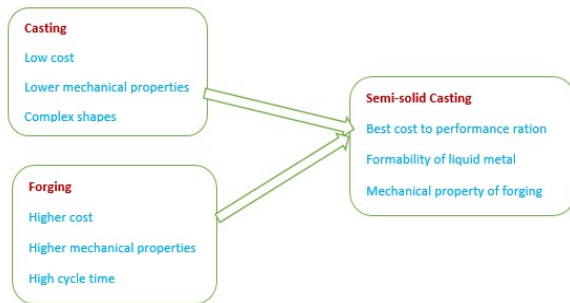 Casting
Low cost
Lower mechanical properties
Complex shapes
Forging
Higher cost
Higher mechanical properties
High cycle time
Semi-solid Casting
Best cost to performance ration
Formability of liquid metal
Mechanical property of forging